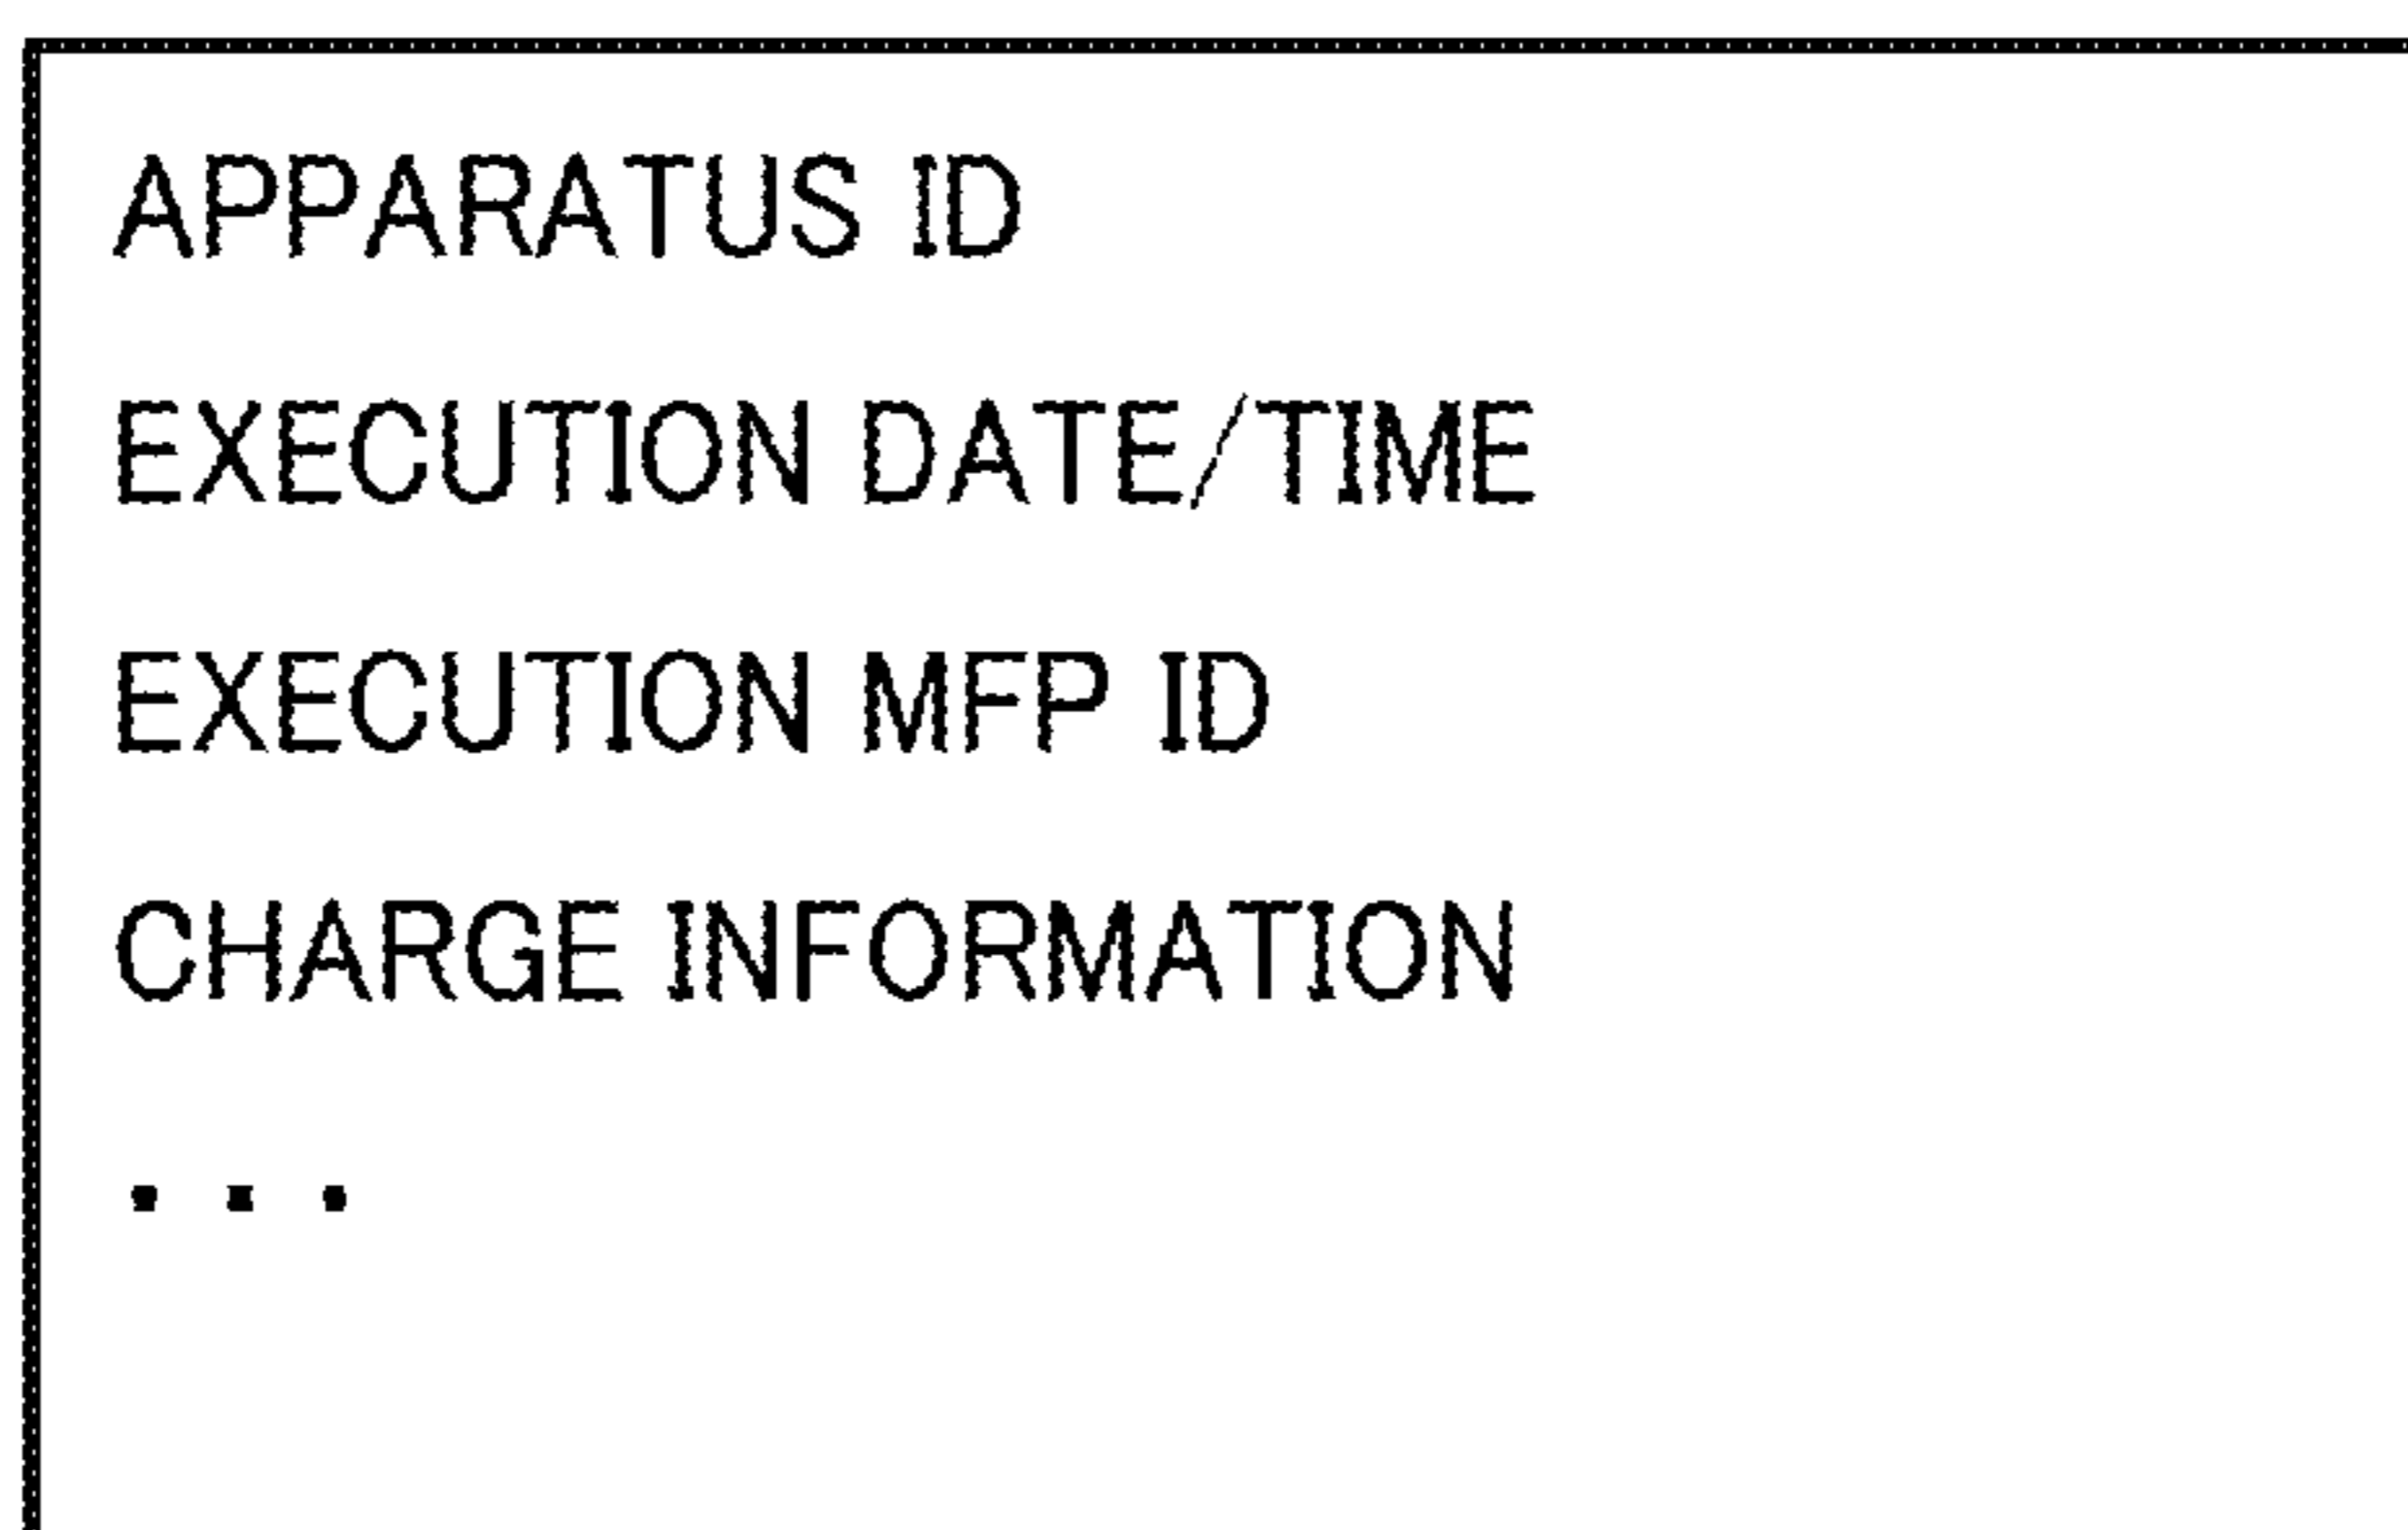 APPARATUS ID
EXECUTION DATE/TIME
EXECUTION MFP ID
CHARGE INFORMATION
...